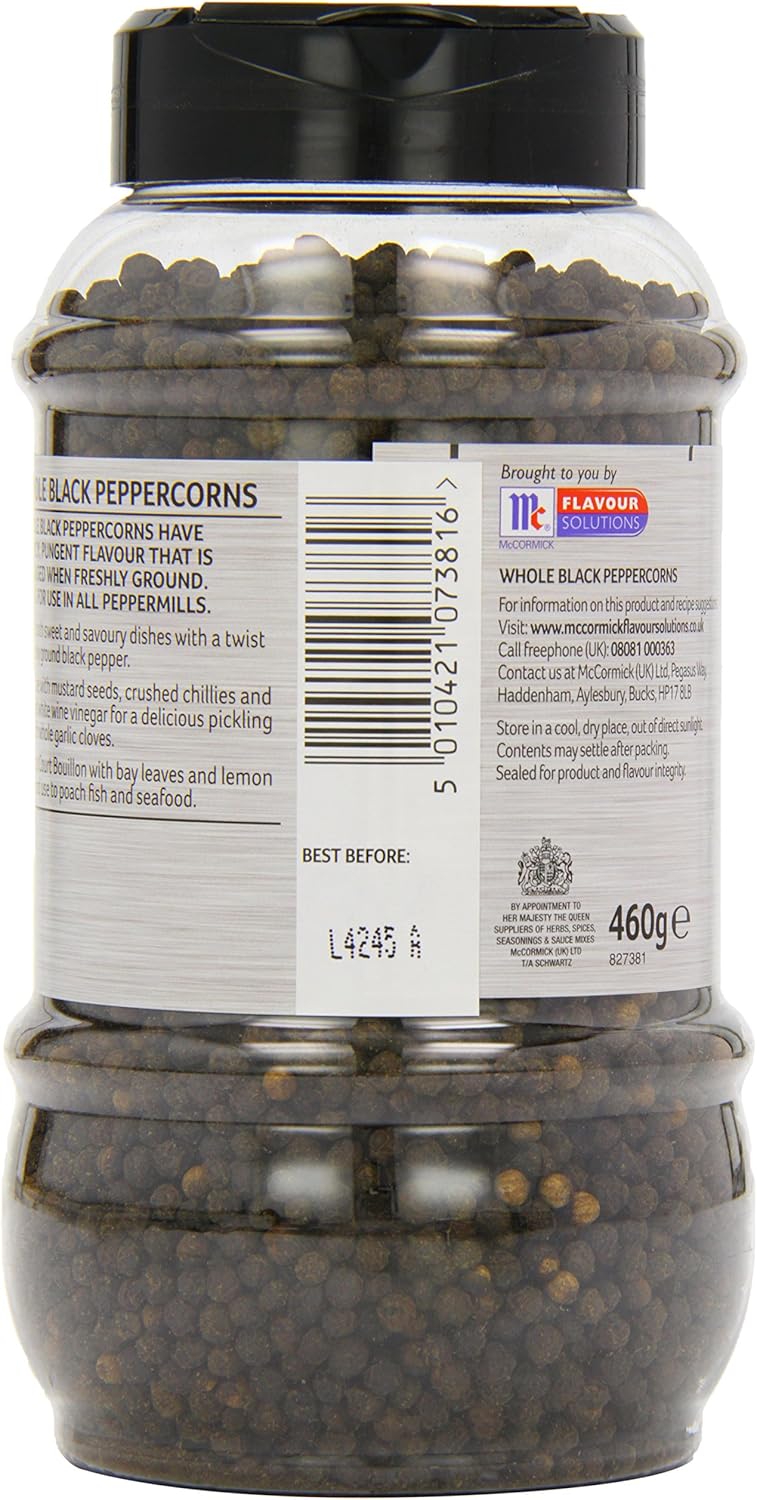 LE BLACK PEPPERCORNS
BLACK PEPPERCORNS HAVE
PUNGENT FLAVOUR THAT IS
WHEN FRESHLY GROUND.
FOR USE IN ALL PEPPERMILLS.
sweet and savoury dishes with a twist
ground black pepper.
with mustard seeds, crushed chillies and
white wine vinegar for a delicious pickling
whole garlic cloves.
Court Bouillon with bay leaves and lemon
use to poach fish and seafood.
5 010421 073816 >
BEST BEFORE:
L4245 A
Brought to you by
Mc® FLAVOUR
SOLUTIONS
McCORMICK
WHOLE BLACK PEPPERCORNS
For information on this product and recipe suggestions
Visit: www.mccormickflavoursolutions.co.uk
Call freephone (UK): 08081 000363
Contact us at McCormick (UK) Ltd, Pegasus Way,
Haddenham, Aylesbury, Bucks, HP17 8LB
Store in a cool, dry place, out of direct sunlight.
Contents may settle after packing.
Sealed for product and flavour integrity.
BY APPOINTMENT TO
HER MAJESTY THE QUEEN
SUPPLIERS OF HERBS, SPICES,
SEASONINGS & SAUCE MIXES
McCORMICK (UK) LTD
T/A SCHWARTZ
460g e
827381